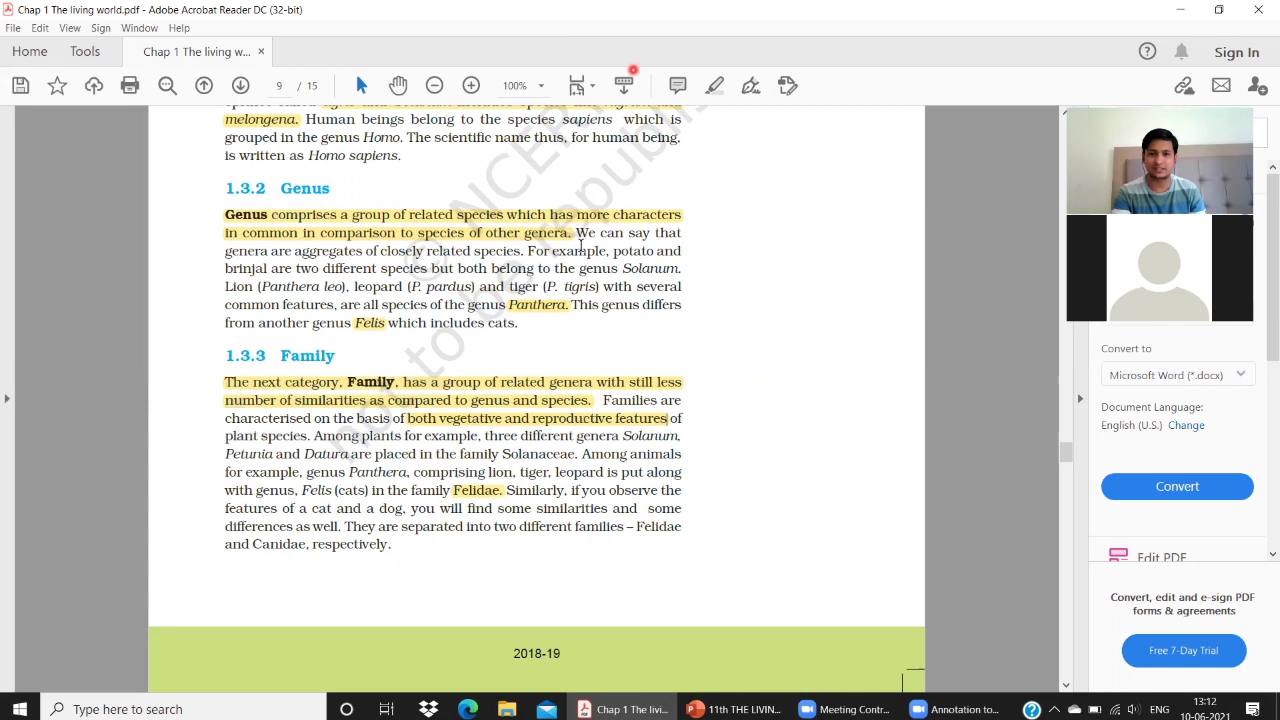 Chap 1 The living world.pdf - Adobe Acrobat Reader DC (32-bit)
File Edit View Sign Window Help
Home Tools Chap 1 The living w... × Sign In
9 / 15 100%
melongena. Human beings belong to the species sapiens which is
grouped in the genus Homo. The scientific name thus, for human being,
is written as Homo sapiens.
1.3.2 Genus
Genus comprises a group of related species which has more characters
in common in comparison to species of other genera. We can say that
genera are aggregates of closely related species. For example, potato and
brinjal are two different species but both belong to the genus Solanum.
Lion (Panthera leo), leopard (P. pardus) and tiger (P. tigris) with several
common features, are all species of the genus Panthera. This genus differs
from another genus Felis which includes cats.
1.3.3 Family
The next category, Family, has a group of related genera with still less
number of similarities as compared to genus and species. Families are
characterised on the basis of both vegetative and reproductive features of
plant species. Among plants for example, three different genera Solanum,
Petunia and Datura are placed in the family Solanaceae. Among animals
for example, genus Panthera, comprising lion, tiger, leopard is put along
with genus, Felis (cats) in the family Felidae. Similarly, if you observe the
features of a cat and a dog, you will find some similarities and some
differences as well. They are separated into two different families – Felidae
and Canidae, respectively.
© NCERT
not to be republis
2018-19
Convert to
Microsoft Word (*.docx)
Document Language:
English (U.S.) Change
Convert
Edit PDF
Convert, edit and e-sign PDF
forms & agreements
Free 7-Day Trial
Type here to search
Chap 1 The livi...
11th THE LIVIN...
Meeting Contr...
Annotation to...
13:12
10-06-2021